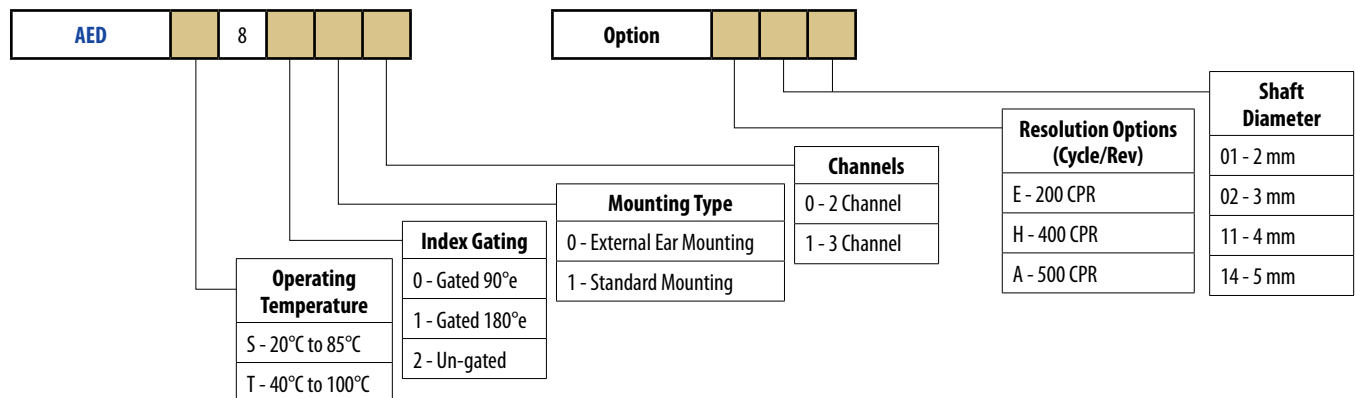 AED 8
Option
Shaft
Diameter
01 - 2 mm
02 - 3 mm
11 - 4 mm
14 - 5 mm
Resolution Options
(Cycle/Rev)
E - 200 CPR
H - 400 CPR
A - 500 CPR
Channels
0 - 2 Channel
1 - 3 Channel
Mounting Type
0 - External Ear Mounting
1 - Standard Mounting
Index Gating
0 - Gated 90°e
1 - Gated 180°e
2 - Un-gated
Operating
Temperature
S - 20°C to 85°C
T - 40°C to 100°C